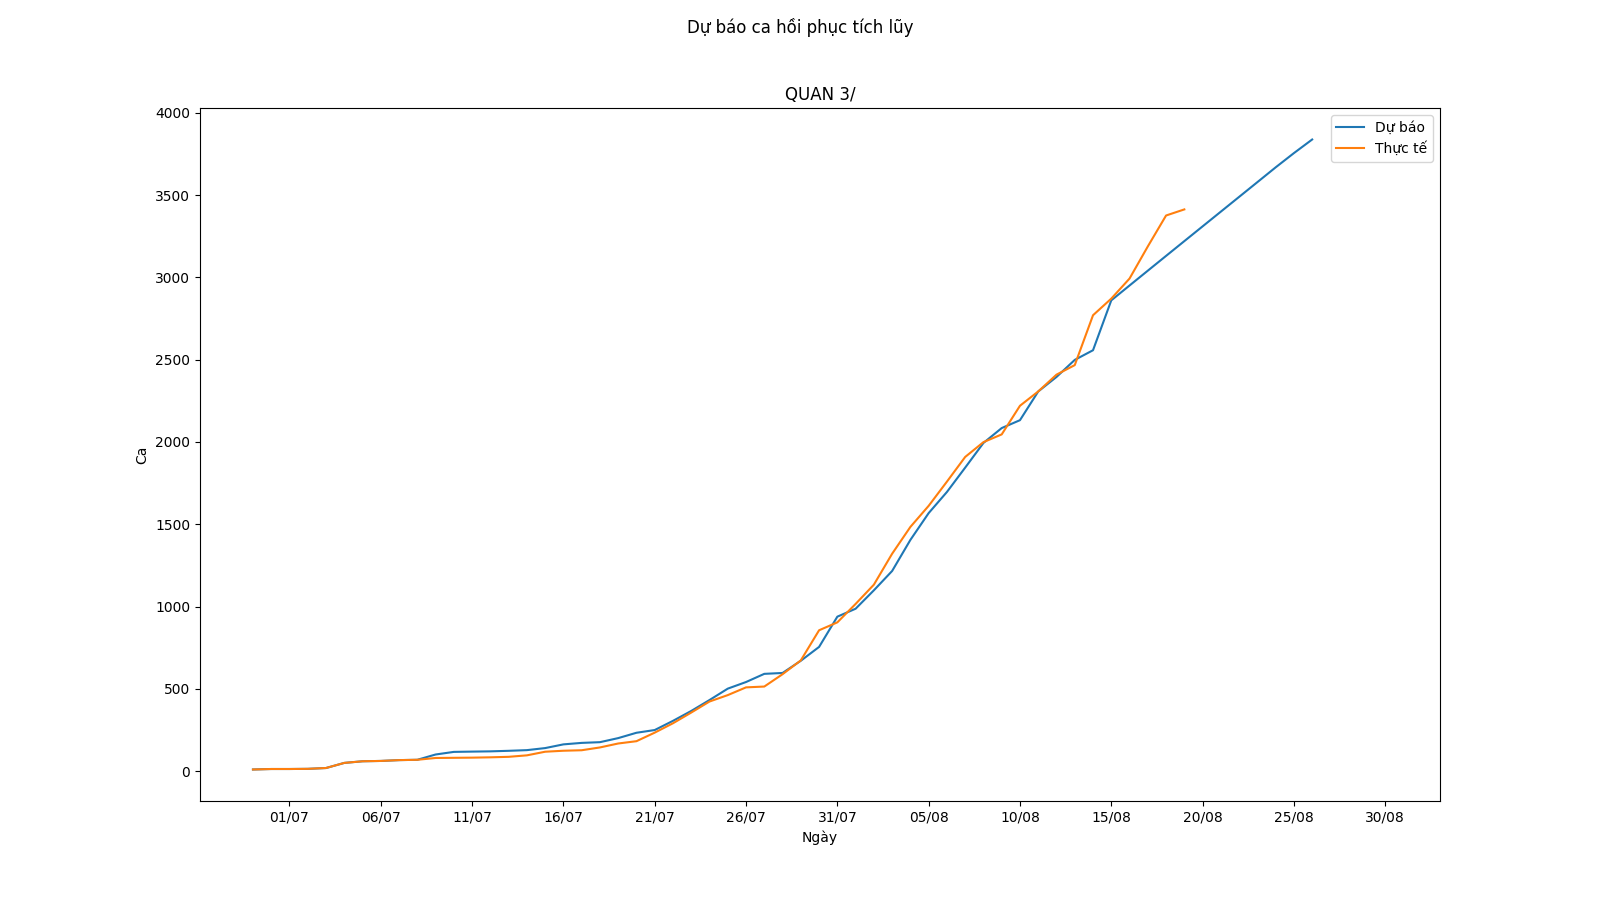 Dự báo ca hồi phục tích lũy
QUAN 3/
Dự báo
Thực tế
4000
3500
3000
2500
2000
1500
1000
500
0
Ca
01/07 06/07 11/07 16/07 21/07 26/07 31/07 05/08 10/08 15/08 20/08 25/08 30/08
Ngày